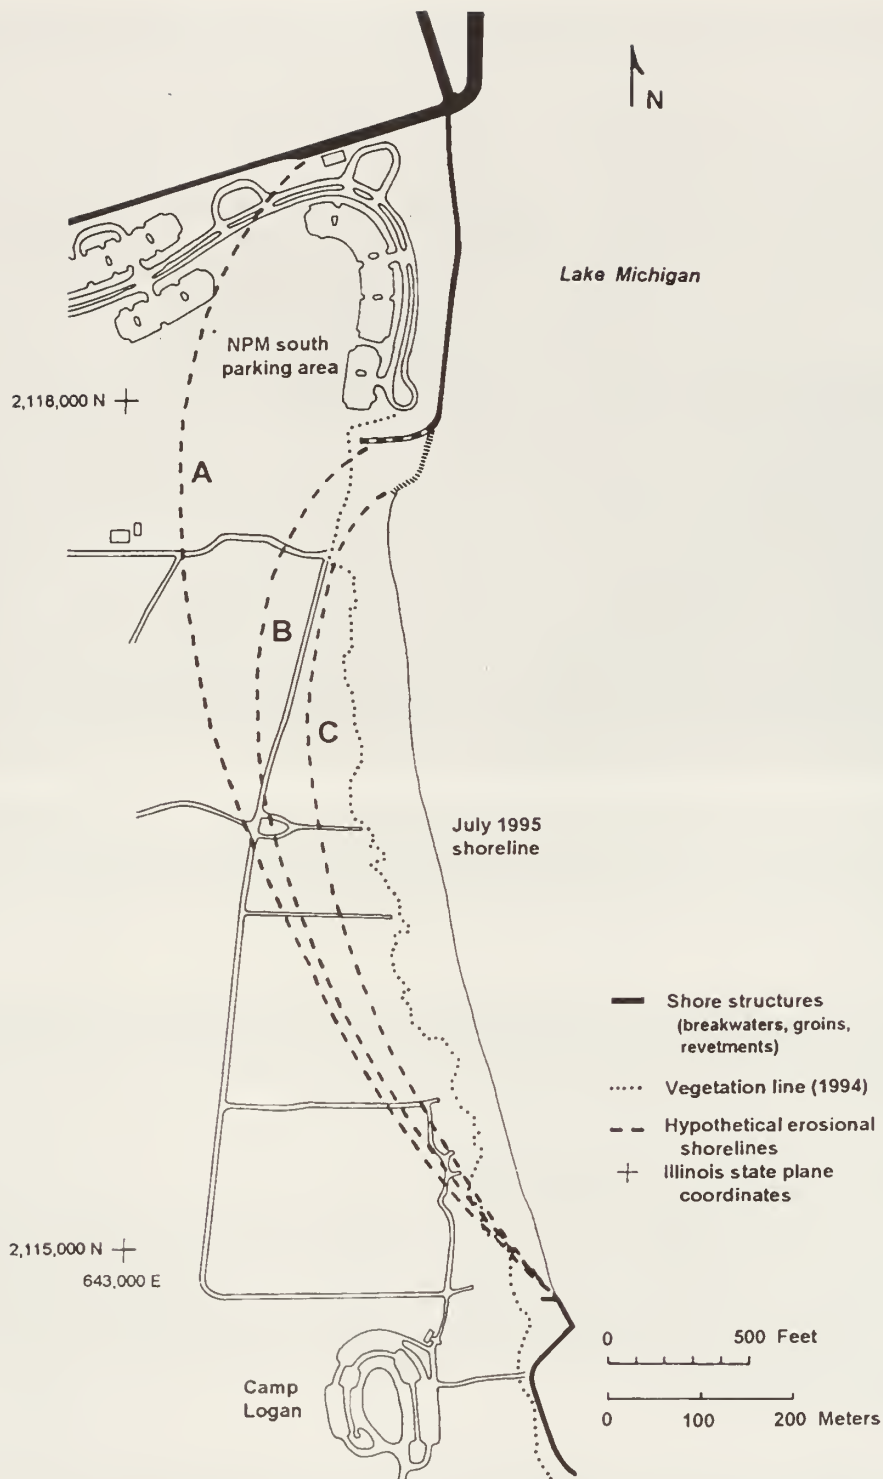 N
Lake Michigan
NPM south
parking area
2,118,000 N
A
B
C
July 1995
shoreline
Shore structures
(breakwaters, groins,
revetments)
Vegetation line (1994)
Hypothetical erosional
shorelines
Illinois state plane
coordinates
2,115,000 N
643,000 E
0 500 Feet
Camp
Logan
0 100 200 Meters